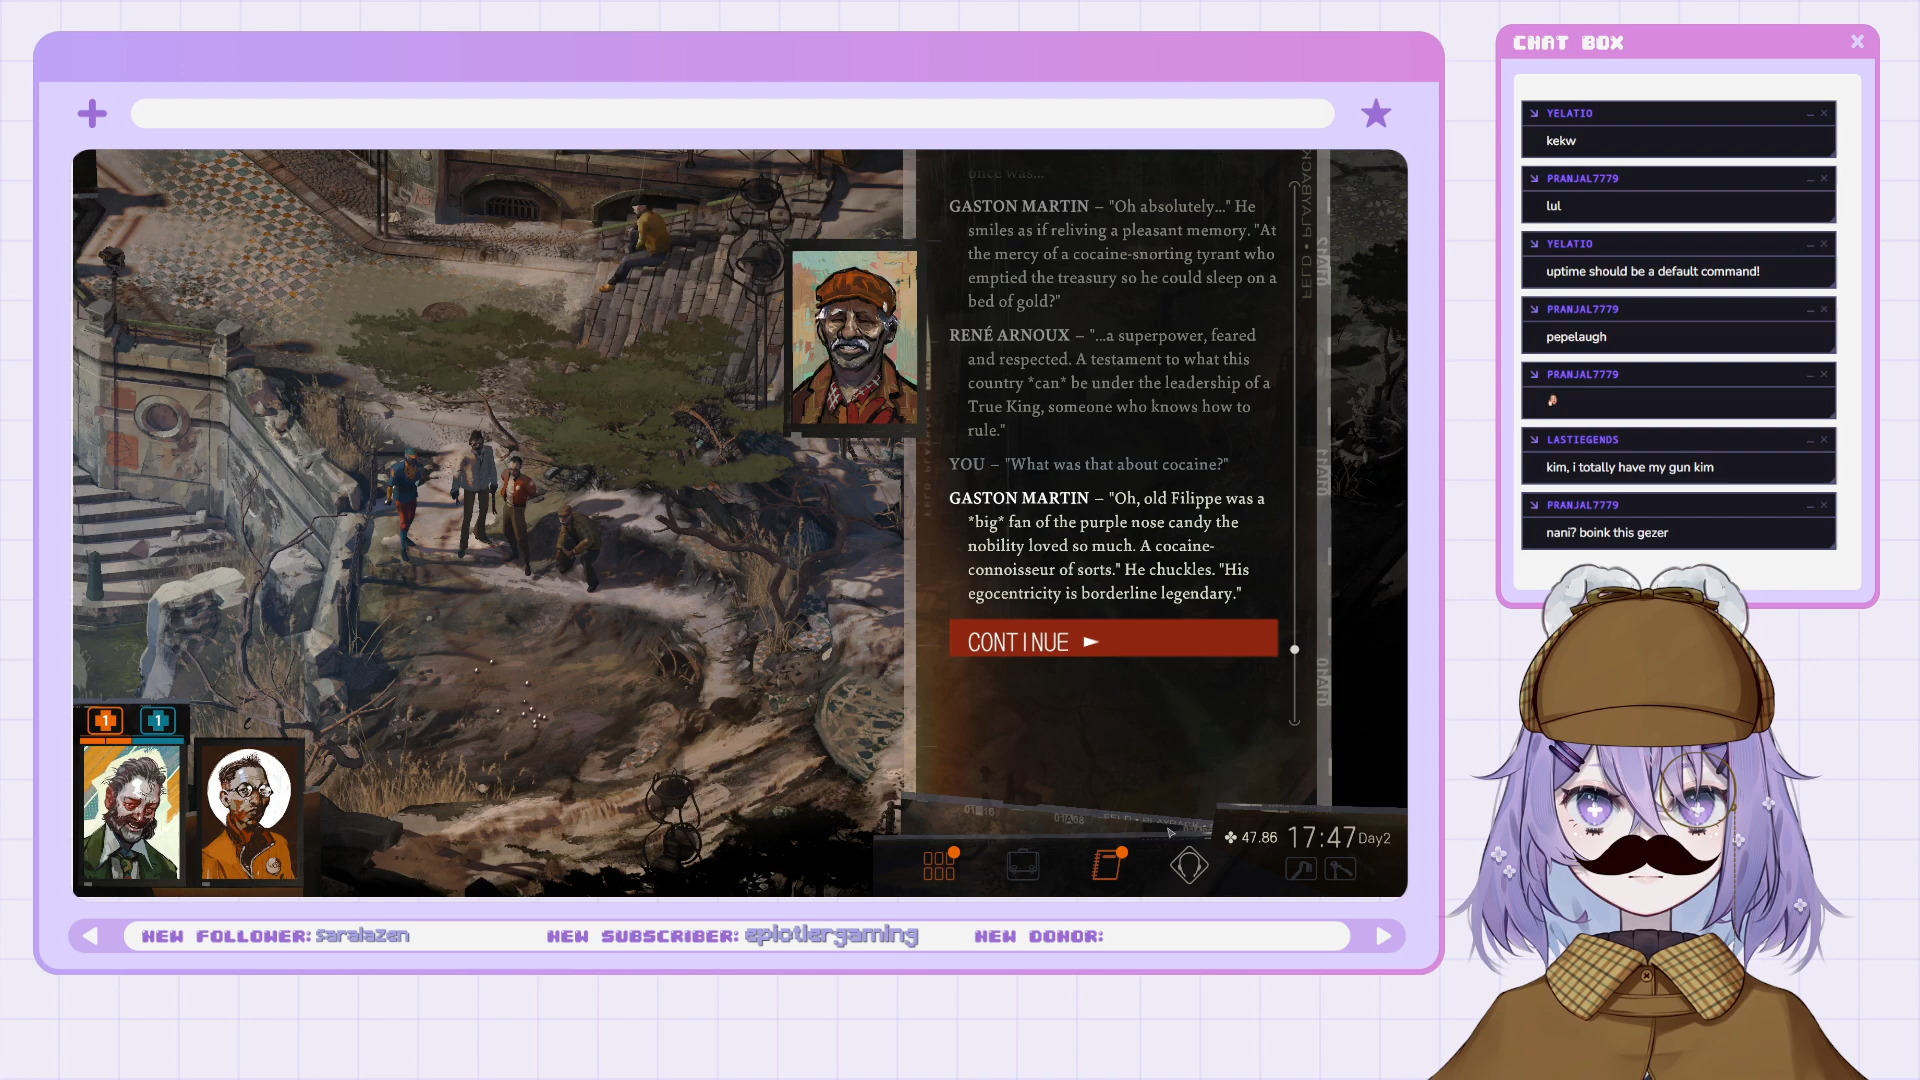 CHAT BOX
YELATIO
kekw
PRANJAL7779
lul
YELATIO
uptime should be a default command!
PRANJAL7779
pepelaugh
PRANJAL7779
LASTIEGENDS
kim, i totally have my gun kim
PRANJAL7779
nani? boink this gezer
once was...
GASTON MARTIN – "Oh absolutely..." He
smiles as if reliving a pleasant memory. "At
the mercy of a cocaine-snorting tyrant who
emptied the treasury so he could sleep on a
bed of gold?"
RENÉ ARNOUX – "...a superpower, feared
and respected. A testament to what this
country *can* be under the leadership of a
True King, someone who knows how to
rule."
YOU – "What was that about cocaine?"
GASTON MARTIN – "Oh, old Filippe was a
*big* fan of the purple nose candy the
nobility loved so much. A cocaine-
connoisseur of sorts." He chuckles. "His
egocentricity is borderline legendary."
CONTINUE
1
1
47.86
17:47
Day2
NEW FOLLOWER: saralazen
NEW SUBSCRIBER: eplotlergaming
NEW DONOR: